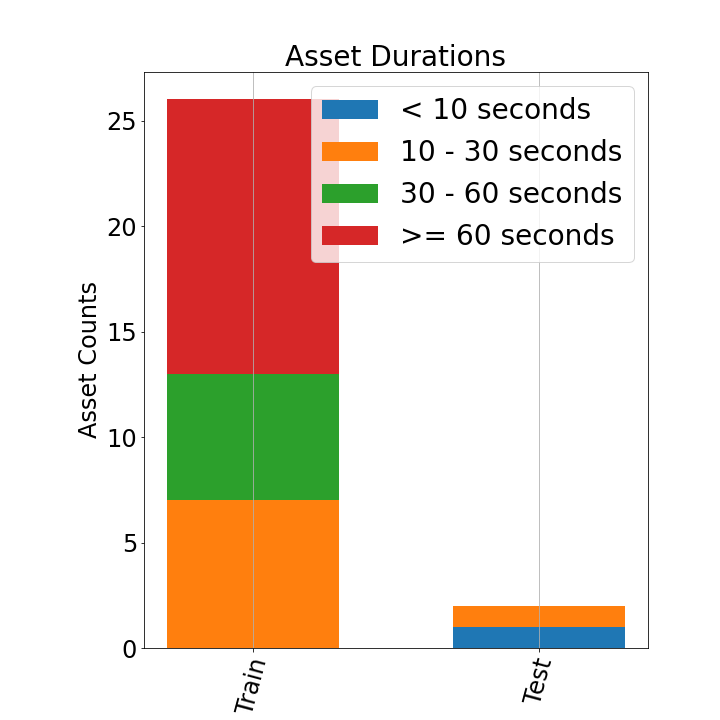 Asset Durations
< 10 seconds
10 - 30 seconds
30 - 60 seconds
>= 60 seconds
Asset Counts
25
20
15
10
5
0
Train
Test